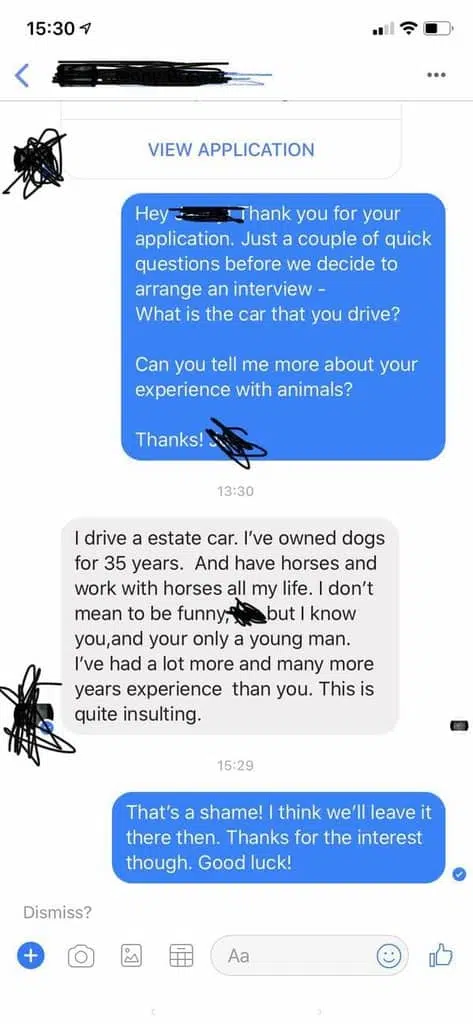 15:30
VIEW APPLICATION
Hey Thank you for your
application. Just a couple of quick
questions before we decide to
arrange an interview -
What is the car that you drive?
Can you tell me more about your
experience with animals?
Thanks!
13:30
I drive a estate car. I've owned dogs
for 35 years. And have horses and
work with horses all my life. I don't
mean to be funny, but I know
you,and your only a young man.
I've had a lot more and many more
years experience than you. This is
quite insulting.
15:29
That's a shame! I think we'll leave it
there then. Thanks for the interest
though. Good luck!
Dismiss?
Aa